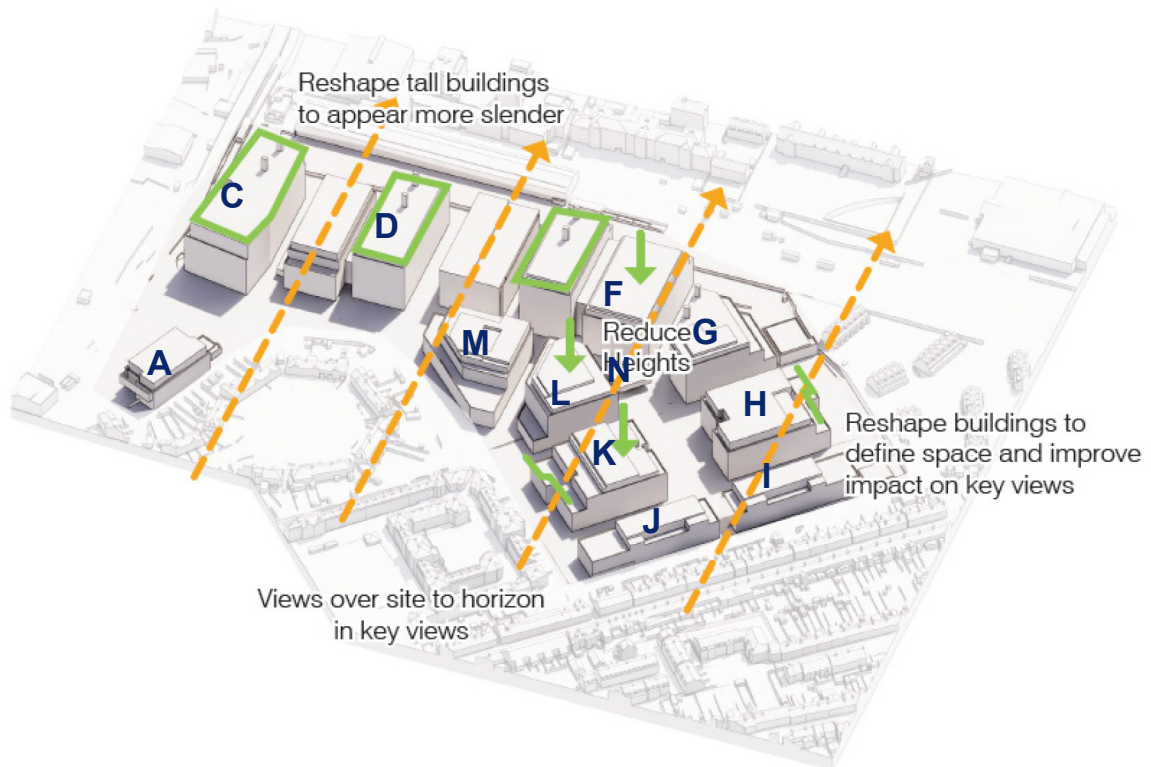 Reshape tall buildings
to appear more slender
C
D
F
Reduce
Heights
G
M
A
N
L
H
K
Reshape buildings to
define space and improve
impact on key views
I
J
Views over site to horizon
in key views